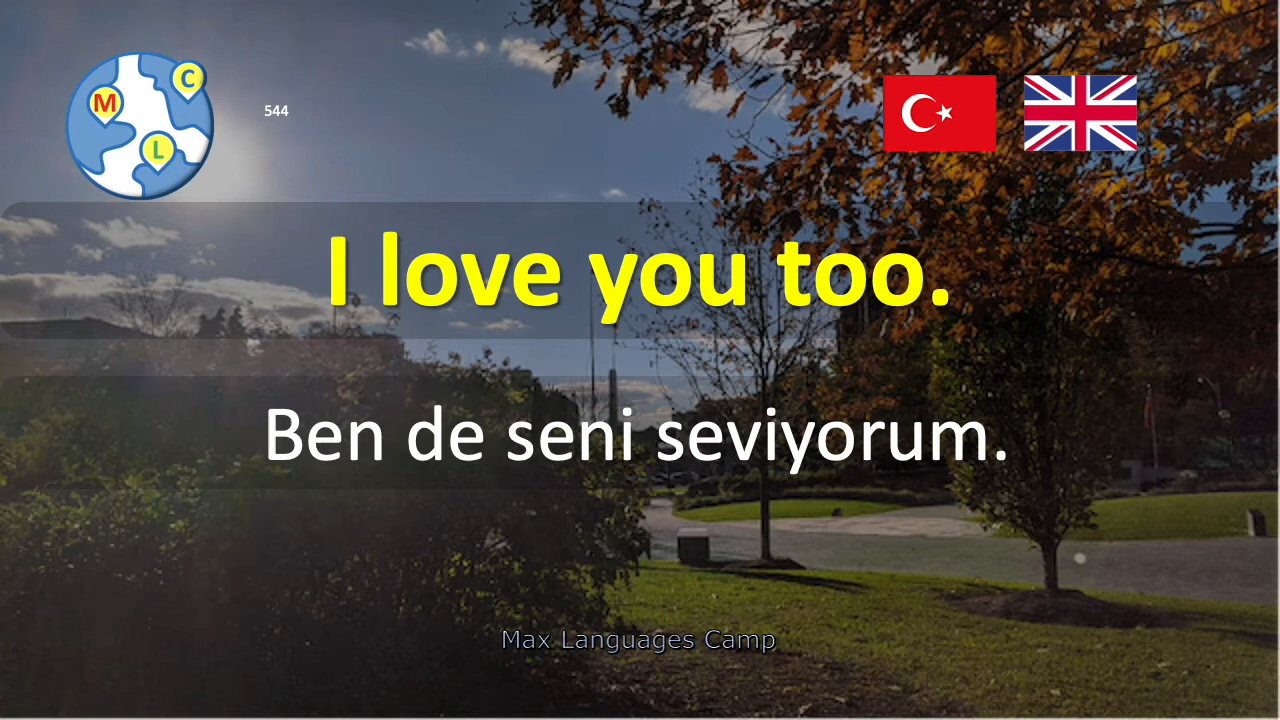 C
M
544
L
I love you too.
Ben de seni seviyorum.
Max Languages Camp